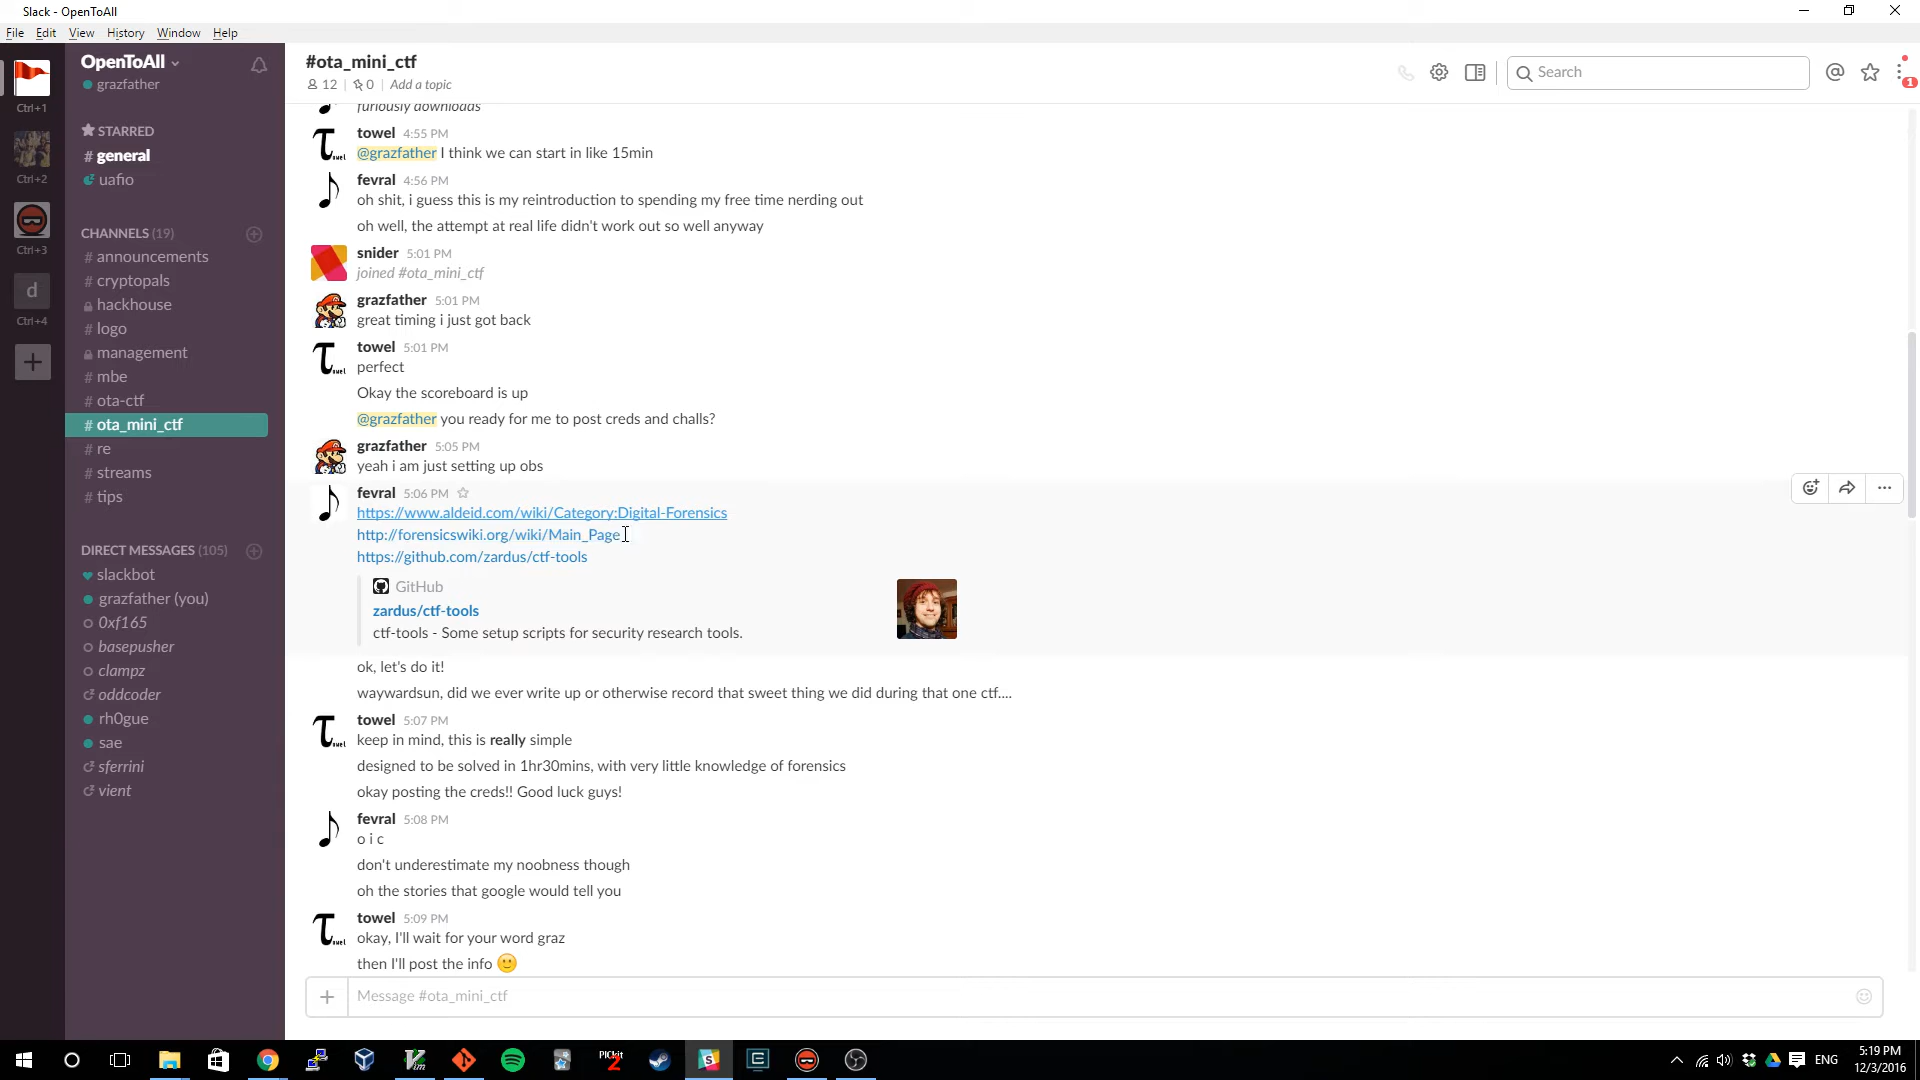 Slack - OpenToAll
File Edit View History Window Help
Ctrl+1
Ctrl+2
Ctrl+3
d
Ctrl+4
OpenToAll
grazfather
STARRED
# general
uafio
CHANNELS (19)
# announcements
# cryptopals
hackhouse
# logo
management
# mbe
# ota-ctf
# ota_mini_ctf
# re
# streams
# tips
DIRECT MESSAGES (105)
slackbot
grazfather (you)
0xf165
basepusher
clampz
oddcoder
rh0gue
sae
sferrini
vient
#ota_mini_ctf
12 | 0 | Add a topic
Search
1
furiously downloads
towel 4:55 PM
@grazfather I think we can start in like 15min
fevral 4:56 PM
oh shit, i guess this is my reintroduction to spending my free time nerding out
oh well, the attempt at real life didn't work out so well anyway
snider 5:01 PM
joined #ota_mini_ctf
grazfather 5:01 PM
great timing i just got back
towel 5:01 PM
perfect
Okay the scoreboard is up
@grazfather you ready for me to post creds and challs?
grazfather 5:05 PM
yeah i am just setting up obs
fevral 5:06 PM
https://www.aldeid.com/wiki/Category:Digital-Forensics
http://forensicswiki.org/wiki/Main_Page
https://github.com/zardus/ctf-tools
GitHub
zardus/ctf-tools
ctf-tools - Some setup scripts for security research tools.
ok, let's do it!
waywardsun, did we ever write up or otherwise record that sweet thing we did during that one ctf....
towel 5:07 PM
keep in mind, this is really simple
designed to be solved in 1hr30mins, with very little knowledge of forensics
okay posting the creds!! Good luck guys!
fevral 5:08 PM
o i c
don't underestimate my noobness though
oh the stories that google would tell you
towel 5:09 PM
okay, I'll wait for your word graz
then I'll post the info
Message #ota_mini_ctf
ENG
5:19 PM
12/3/2016